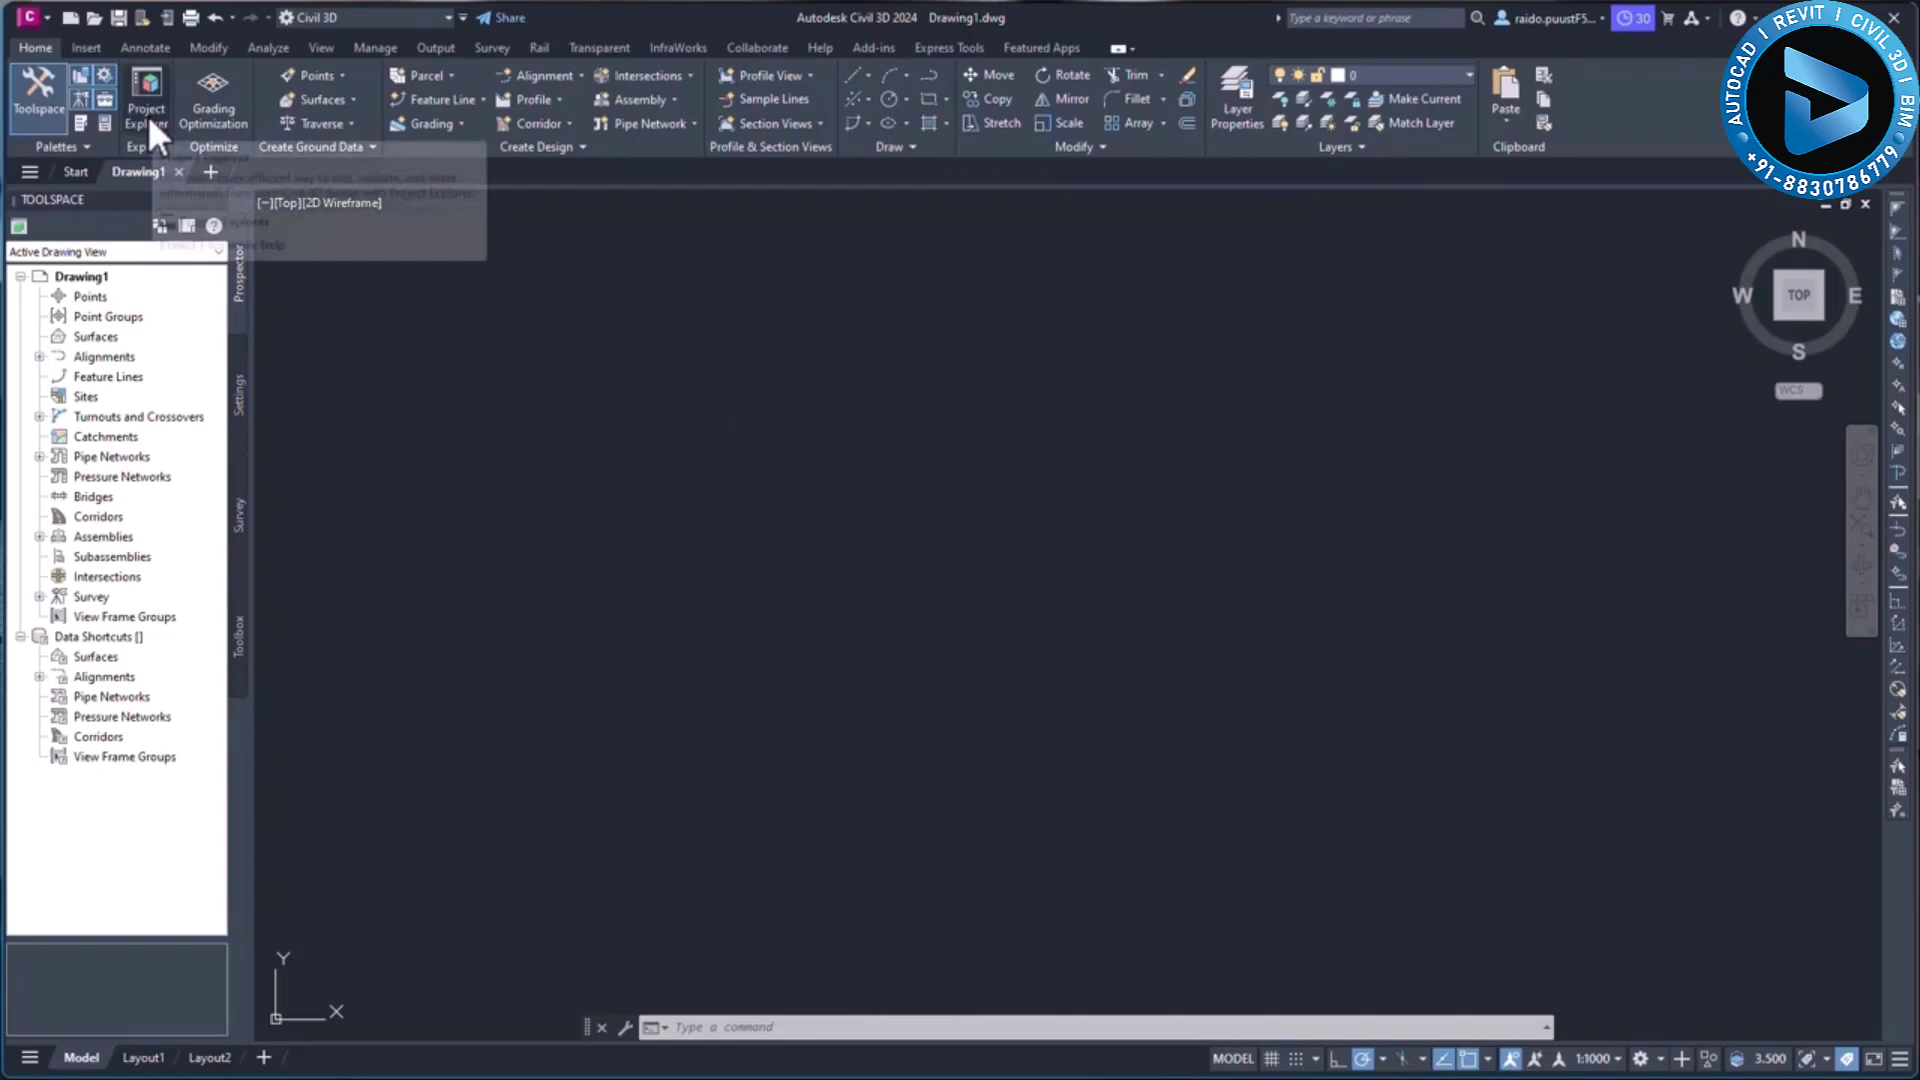 Civil 3D
Share
Autodesk Civil 3D 2024 Drawing1.dwg
Type a keyword or phrase
raido.puustF5...
30
Home Insert Annotate Modify Analyze View Manage Output Survey Rail Transparent InfraWorks Collaborate Help Add-ins Express Tools Featured Apps
Toolspace
Project
Explorer
Grading
Optimization
Points
Surfaces
Traverse
Parcel
Feature Line
Grading
Alignment
Profile
Corridor
Intersections
Assembly
Pipe Network
Profile View
Sample Lines
Section Views
Move
Copy
Stretch
Rotate
Mirror
Scale
Trim
Fillet
Array
Layer
Properties
0
Make Current
Match Layer
Paste
Palettes
Optimize
Create Ground Data
Create Design
Profile & Section Views
Draw
Modify
Layers
Clipboard
AUTOCAD I REVIT I CIVIL 3D I BIM
+91-8830786779
Start
Drawing1
TOOLSPACE
[−][Top][2D Wireframe]
Active Drawing View
Drawing1
Points
Point Groups
Surfaces
Alignments
Feature Lines
Sites
Turnouts and Crossovers
Catchments
Pipe Networks
Pressure Networks
Bridges
Corridors
Assemblies
Subassemblies
Intersections
Survey
View Frame Groups
Data Shortcuts []
Surfaces
Alignments
Pipe Networks
Pressure Networks
Corridors
View Frame Groups
Prospector
Settings
Survey
Toolbox
N
W
TOP
E
S
WCS
Y
X
Type a command
Model
Layout1
Layout2
MODEL
1:1000
3.500